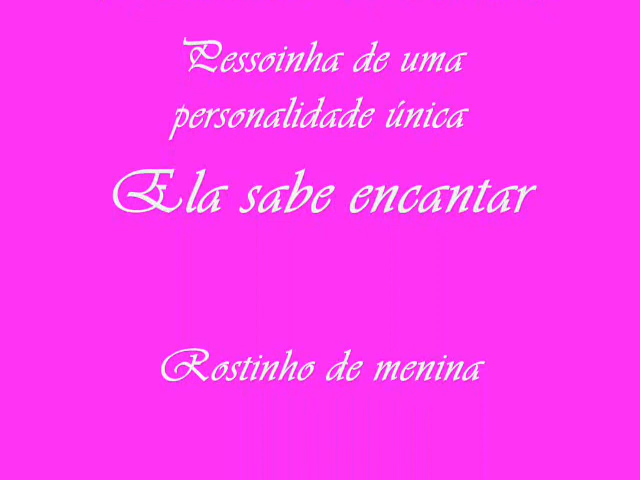 Pessoinha de uma
personalidade única
Ela sabe encantar
Rostinho de menina